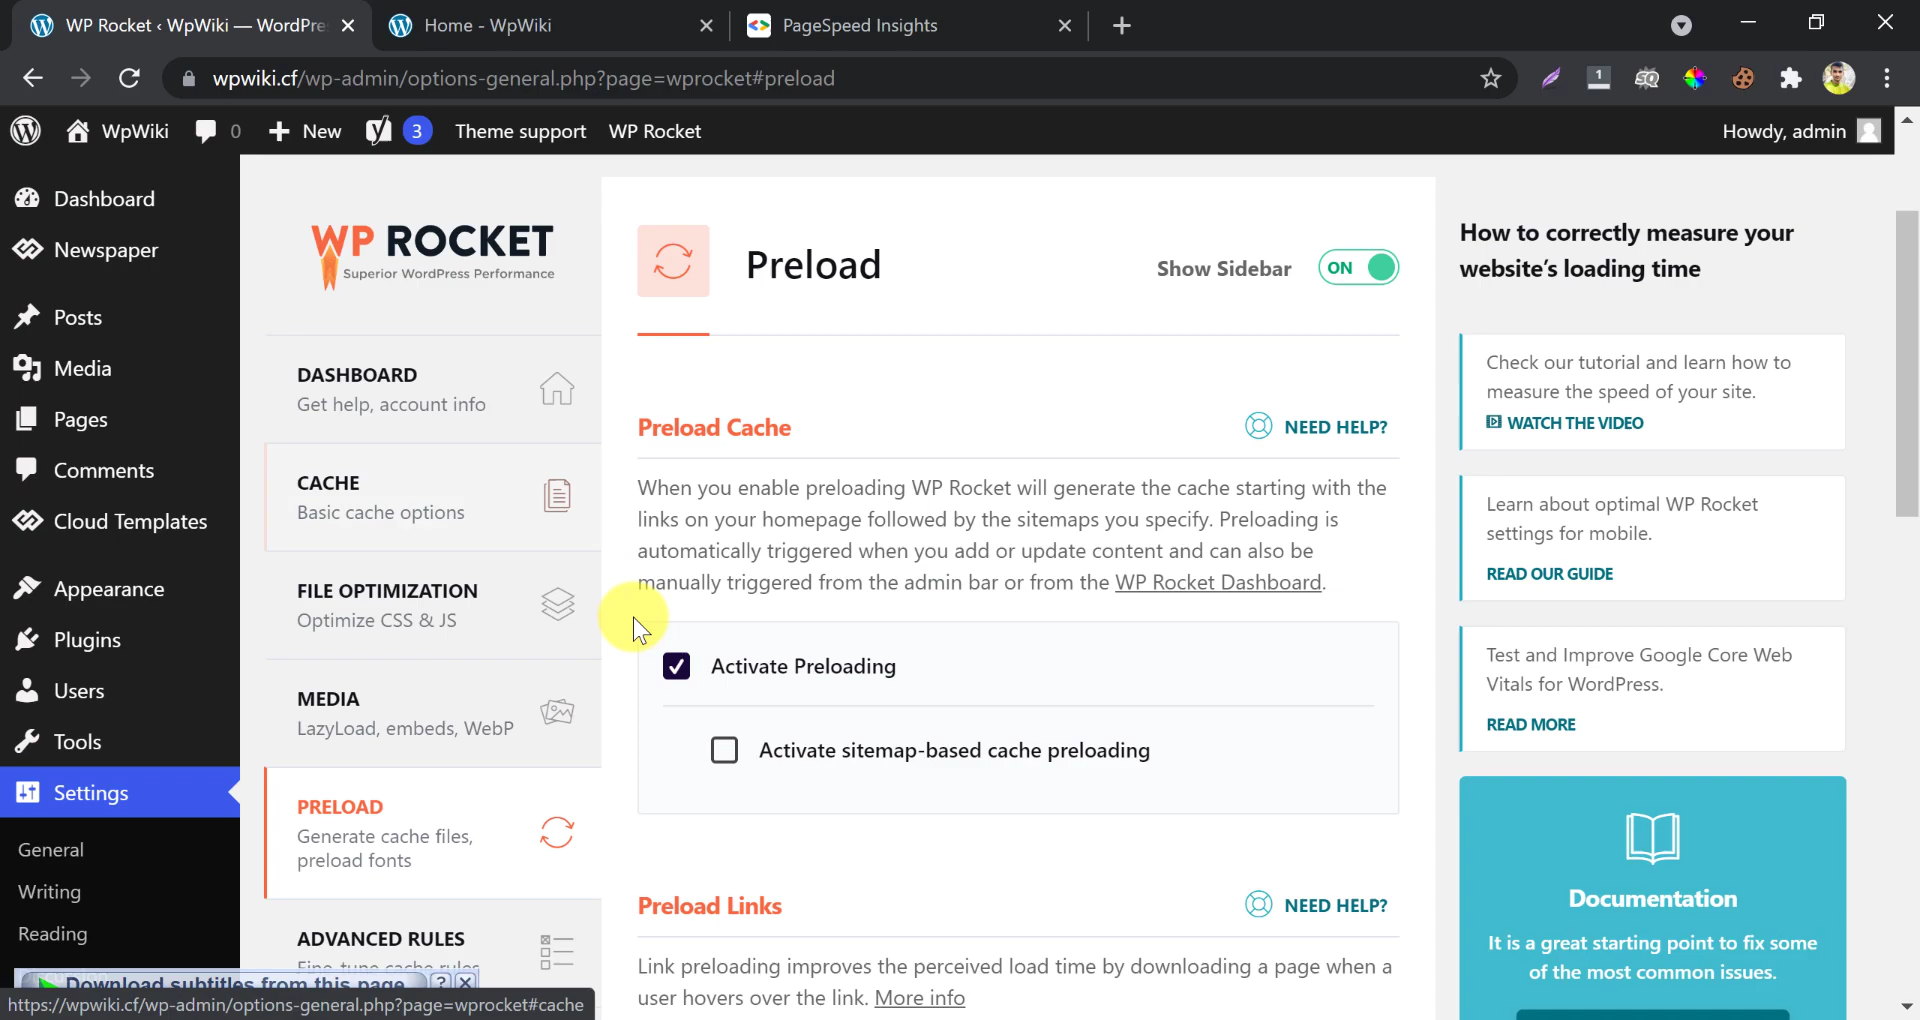 WP Rocket ‹ WpWiki — WordPre
Home - WpWiki
PageSpeed Insights
wpwiki.cf/wp-admin/options-general.php?page=wprocket#preload
1
WpWiki
0
New
3
Theme support
WP Rocket
Howdy, admin
Dashboard
Newspaper
Posts
Media
Pages
Comments
Cloud Templates
Appearance
Plugins
Users
Tools
Settings
General
Writing
Reading
WP ROCKET
Superior WordPress Performance
DASHBOARD
Get help, account info
CACHE
Basic cache options
FILE OPTIMIZATION
Optimize CSS & JS
MEDIA
LazyLoad, embeds, WebP
PRELOAD
Generate cache files,
preload fonts
ADVANCED RULES
Fine-tune cache rules
Preload
Show Sidebar
ON
Preload Cache
NEED HELP?
When you enable preloading WP Rocket will generate the cache starting with the
links on your homepage followed by the sitemaps you specify. Preloading is
automatically triggered when you add or update content and can also be
manually triggered from the admin bar or from the WP Rocket Dashboard.
Activate Preloading
Activate sitemap-based cache preloading
Preload Links
NEED HELP?
Link preloading improves the perceived load time by downloading a page when a
user hovers over the link. More info
How to correctly measure your
website's loading time
Check our tutorial and learn how to
measure the speed of your site.
WATCH THE VIDEO
Learn about optimal WP Rocket
settings for mobile.
READ OUR GUIDE
Test and Improve Google Core Web
Vitals for WordPress.
READ MORE
Documentation
It is a great starting point to fix some
of the most common issues.
Download subtitles from this page
?
https://wpwiki.cf/wp-admin/options-general.php?page=wprocket#cache